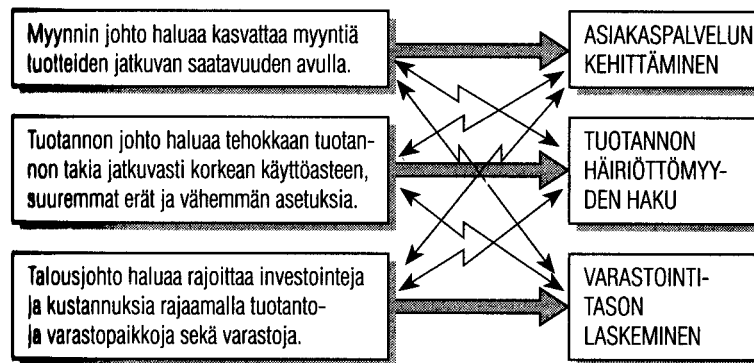 Myynnin johto haluaa kasvattaa myyntiä
tuotteiden jatkuvan saatavuuden avulla.
ASIAKASPALVELUN
KEHITTÄMINEN
Tuotannon johto haluaa tehokkaan tuotan-
non takia jatkuvasti korkean käyttöasteen,
suuremmat erät ja vähemmän asetuksia.
TUOTANNON
HÄIRIÖTTÖMYY-
DEN HAKU
Talousjohto haluaa rajoittaa investointeja
ja kustannuksia rajaamalla tuotanto-
ja varastopaikkoja sekä varastoja.
VARASTOINTI-
TASON
LASKEMINEN